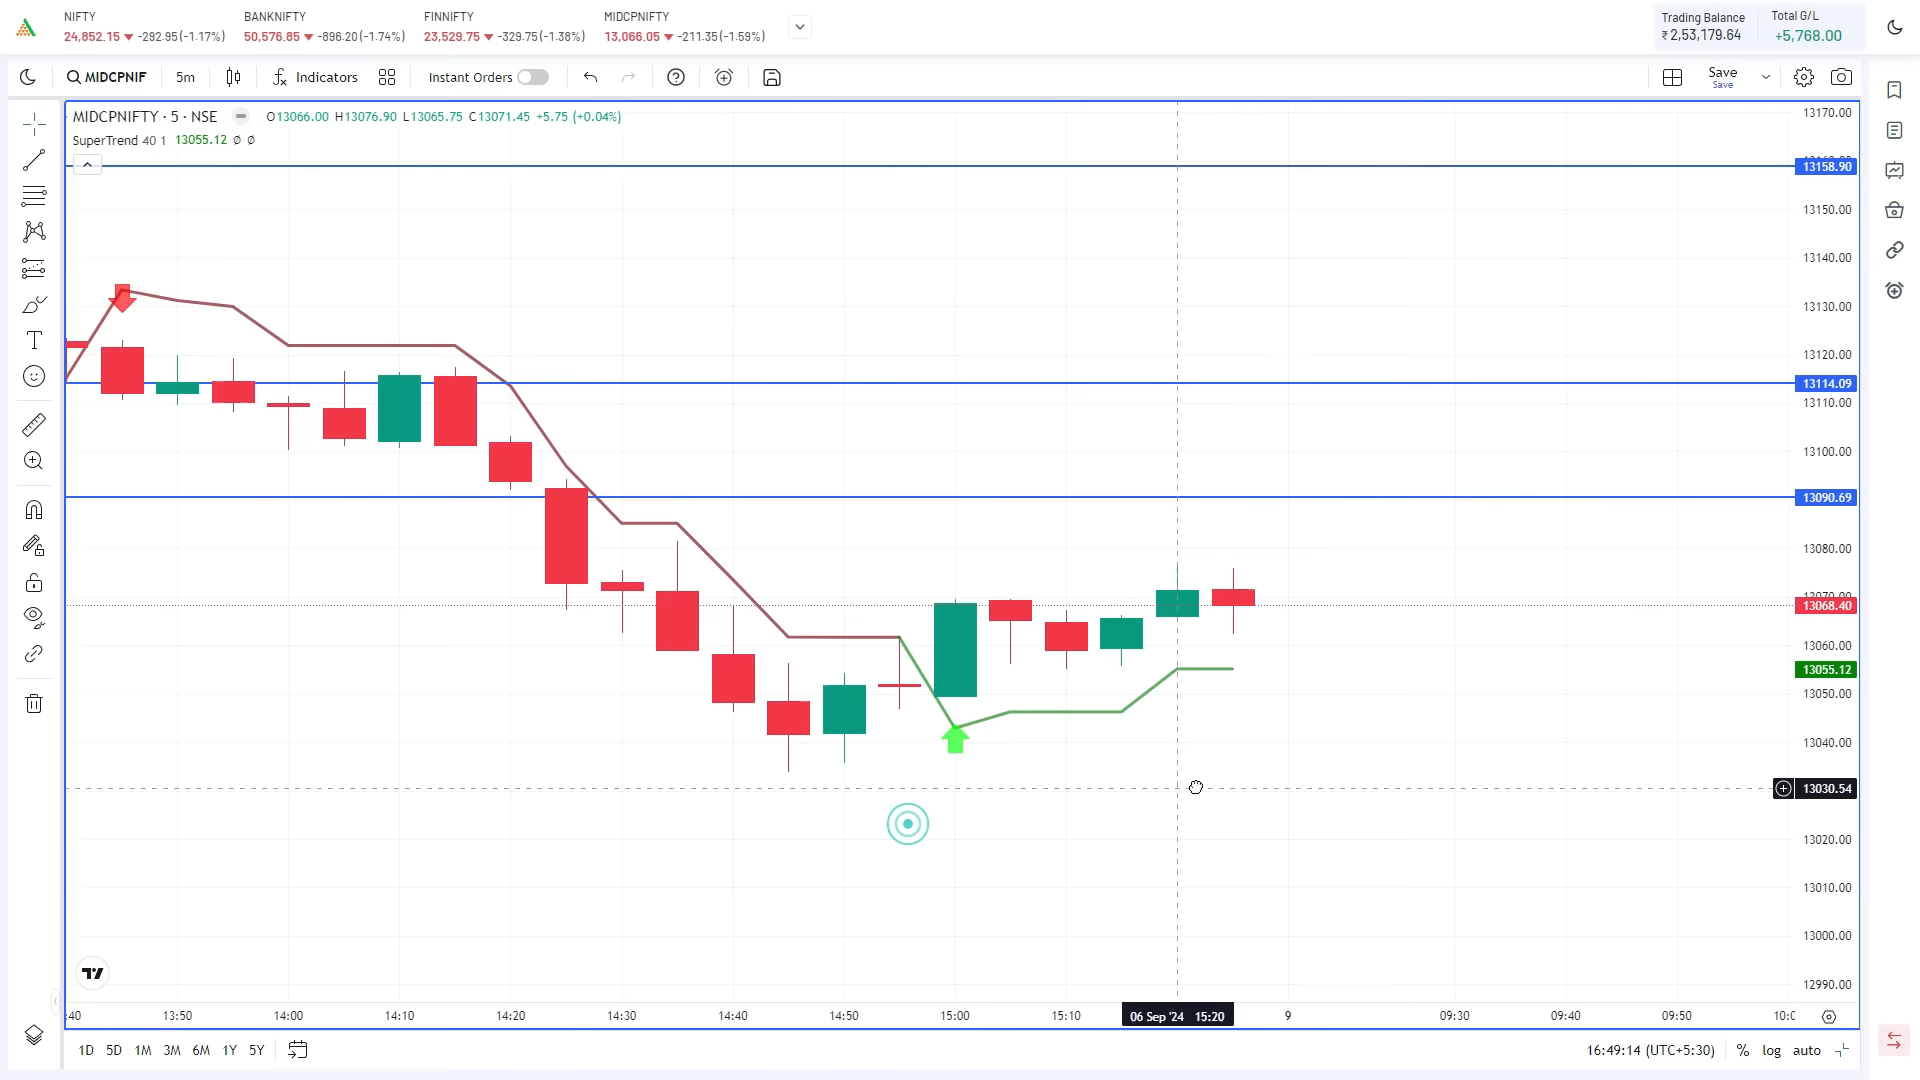 NIFTY
24,852.15 ▼ -292.95(-1.17%)
BANKNIFTY
50,576.85 ▼ -896.20(-1.74%)
FINNIFTY
23,529.75 ▼ -329.75(-1.38%)
MIDCPNIFTY
13,066.05 ▼ -211.35(-1.59%)
Trading Balance
₹ 2,53,179.64
Total G/L
+5,768.00
MIDCPNIF
5m
Indicators
Instant Orders
Save
Save
MIDCPNIFTY · 5 · NSE
O13066.00 H13076.90 L13065.75 C13071.45 +5.75 (+0.04%)
SuperTrend 40 1 13055.12 Ø Ø
13170.00
13158.90
13150.00
13140.00
13130.00
13120.00
13114.09
13110.00
13100.00
13090.69
13080.00
13068.40
13060.00
13055.12
13050.00
13040.00
13030.54
13020.00
13010.00
13000.00
12990.00
:40 13:50 14:00 14:10 14:20 14:30 14:40 14:50 15:00 15:10 06 Sep '24 15:20 9 09:30 09:40 09:50
1D 5D 1M 3M 6M 1Y 5Y
16:49:14 (UTC+5:30) % log auto